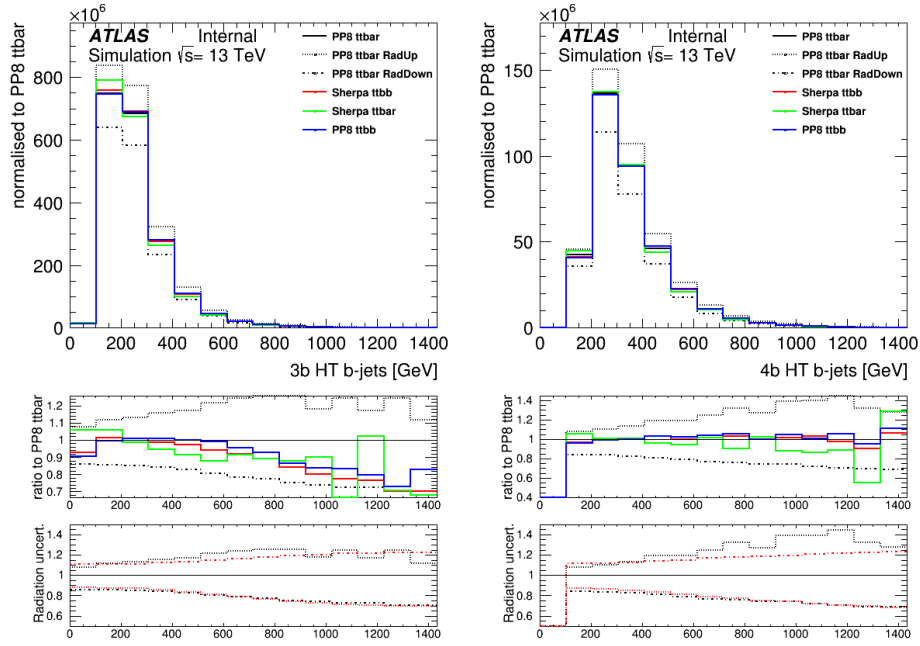 ×10⁶
ATLAS Internal
Simulation √s= 13 TeV
normalised to PP8 ttbar
PP8 ttbar
PP8 ttbar RadUp
PP8 ttbar RadDown
Sherpa ttbb
Sherpa ttbar
PP8 ttbb
800
600
400
200
0
0 200 400 600 800 1000 1200 1400
3b HT b-jets [GeV]
ratio to PP8 ttbar
1.2
1.1
1
0.9
0.8
0.7
0 200 400 600 800 1000 1200 1400
Radiation uncert.
1.4
1.2
1
0.8
0.6
0 200 400 600 800 1000 1200 1400
×10⁶
ATLAS Internal
Simulation √s= 13 TeV
normalised to PP8 ttbar
PP8 ttbar
PP8 ttbar RadUp
PP8 ttbar RadDown
Sherpa ttbb
Sherpa ttbar
PP8 ttbb
150
100
50
0
0 200 400 600 800 1000 1200 1400
4b HT b-jets [GeV]
ratio to PP8 ttbar
1.4
1.2
1
0.8
0.6
0.4
0 200 400 600 800 1000 1200 1400
Radiation uncert.
1.4
1.2
1
0.8
0.6
0 200 400 600 800 1000 1200 1400